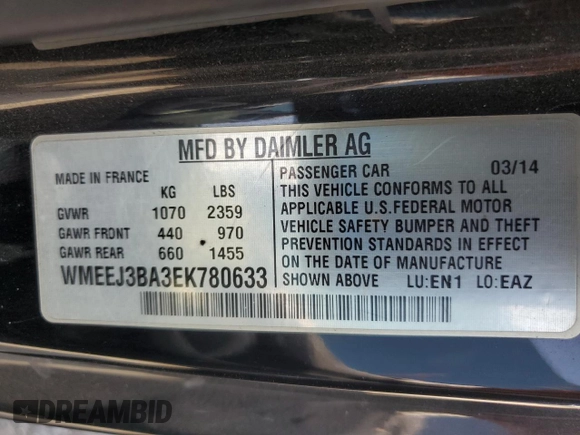 MFD BY DAIMLER AG
MADE IN FRANCE
KG LBS
GVWR 1070 2359
GAWR FRONT 440 970
GAWR REAR 660 1455
WMEEJ3BA3EK780633
PASSENGER CAR 03/14
THIS VEHICLE CONFORMS TO ALL
APPLICABLE U.S.FEDERAL MOTOR
VEHICLE SAFETY BUMPER AND THEFT
PREVENTION STANDARDS IN EFFECT
ON THE DATE OF MANUFACTURE
SHOWN ABOVE LU:EN1 LO:EAZ
DREAMBID